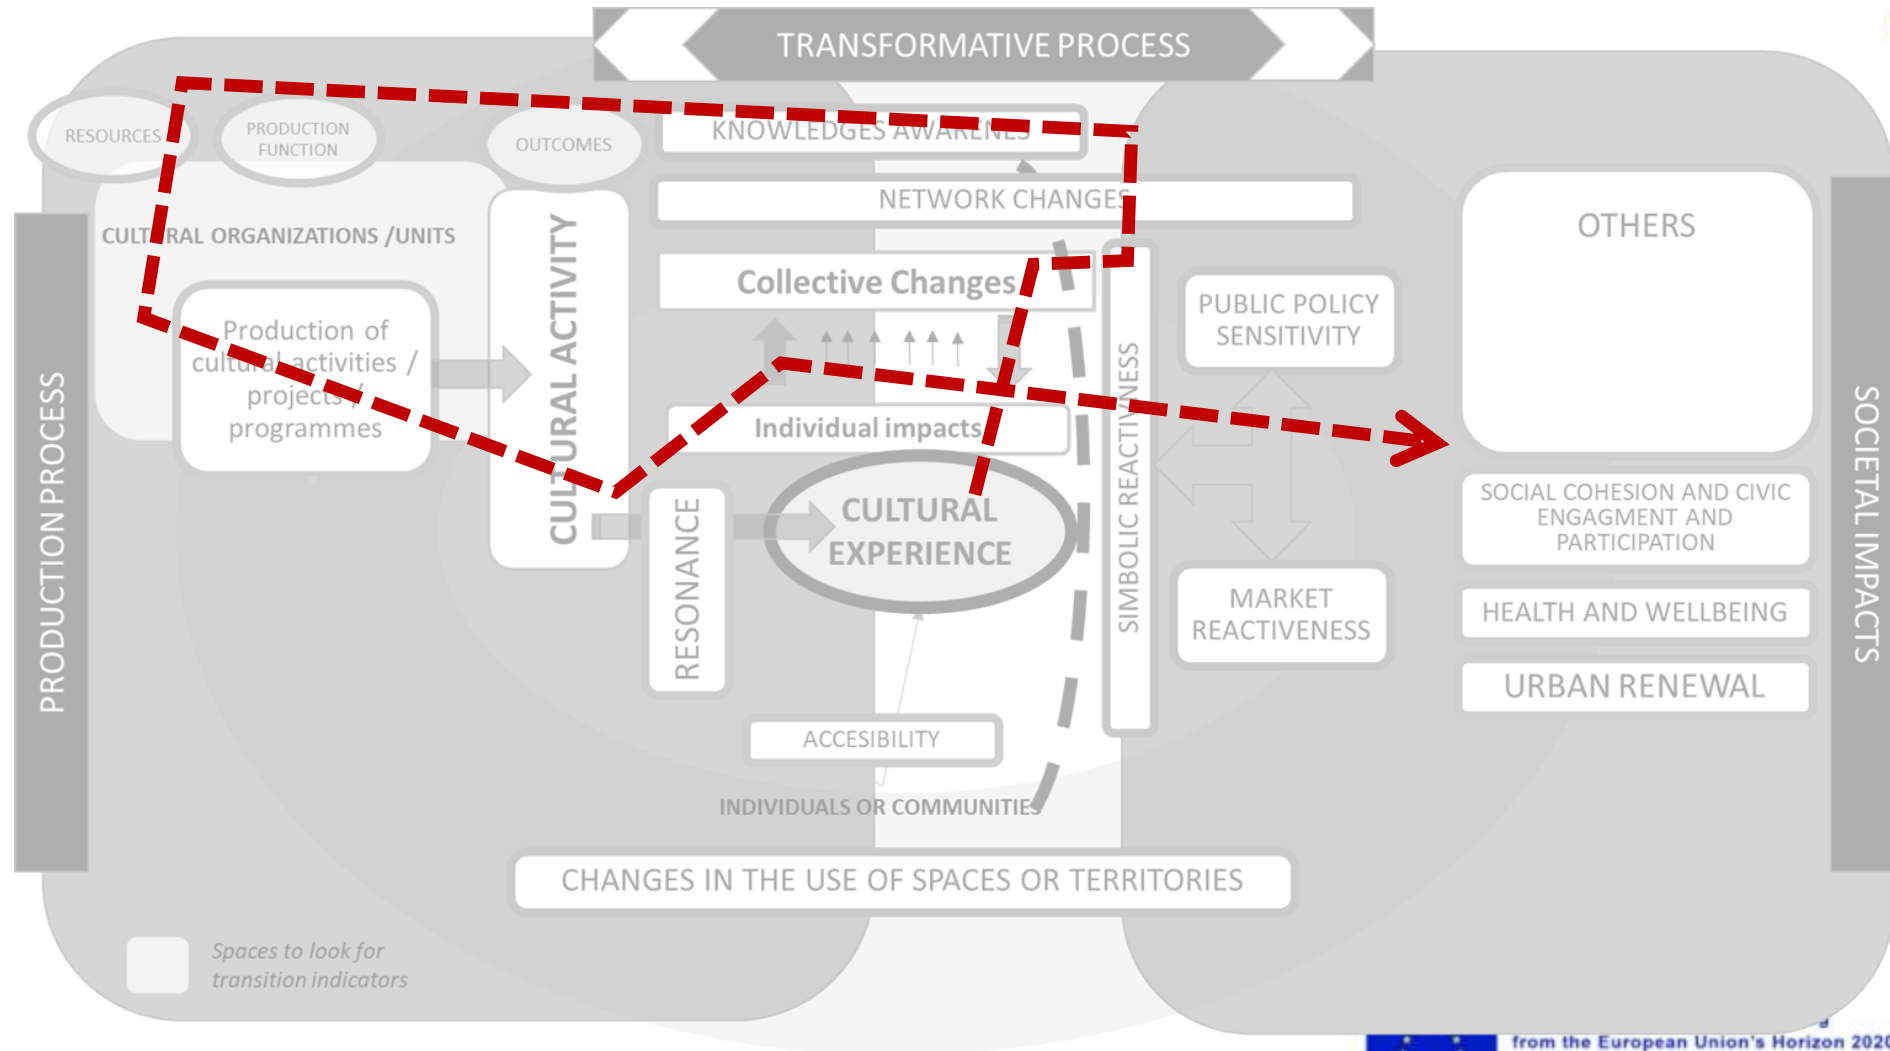 TRANSFORMATIVE PROCESS
RESOURCES
PRODUCTION
FUNCTION
OUTCOMES
KNOWLEDGES AWARENES
NETWORK CHANGES
CULTURAL ORGANIZATIONS /UNITS
Production of
cultural activities /
projects /
programmes
CULTURAL ACTIVITY
Collective Changes
Individual impacts
RESONANCE
CULTURAL
EXPERIENCE
SIMBOLIC REACTIVNESS
PUBLIC POLICY
SENSITIVITY
MARKET
REACTIVENESS
OTHERS
SOCIAL COHESION AND CIVIC
ENGAGMENT AND
PARTICIPATION
HEALTH AND WELLBEING
URBAN RENEWAL
PRODUCTION PROCESS
SOCIETAL IMPACTS
ACCESIBILITY
INDIVIDUALS OR COMMUNITIES
CHANGES IN THE USE OF SPACES OR TERRITORIES
Spaces to look for
transition indicators
from the European Union's Horizon 2020